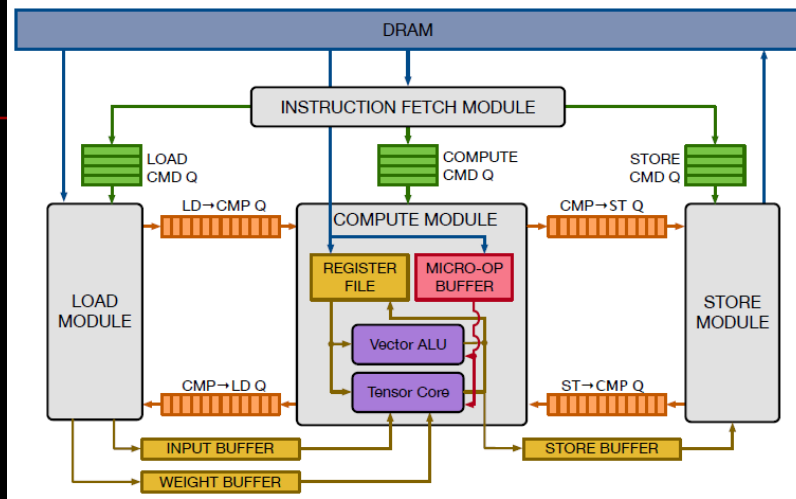 DRAM
INSTRUCTION FETCH MODULE
LOAD
CMD Q
COMPUTE
CMD Q
STORE
CMD Q
LD→CMP Q
COMPUTE MODULE
CMP→ST Q
REGISTER
FILE
MICRO-OP
BUFFER
LOAD
MODULE
STORE
MODULE
Vector ALU
CMP→LD Q
Tensor Core
ST→CMP Q
INPUT BUFFER
STORE BUFFER
WEIGHT BUFFER